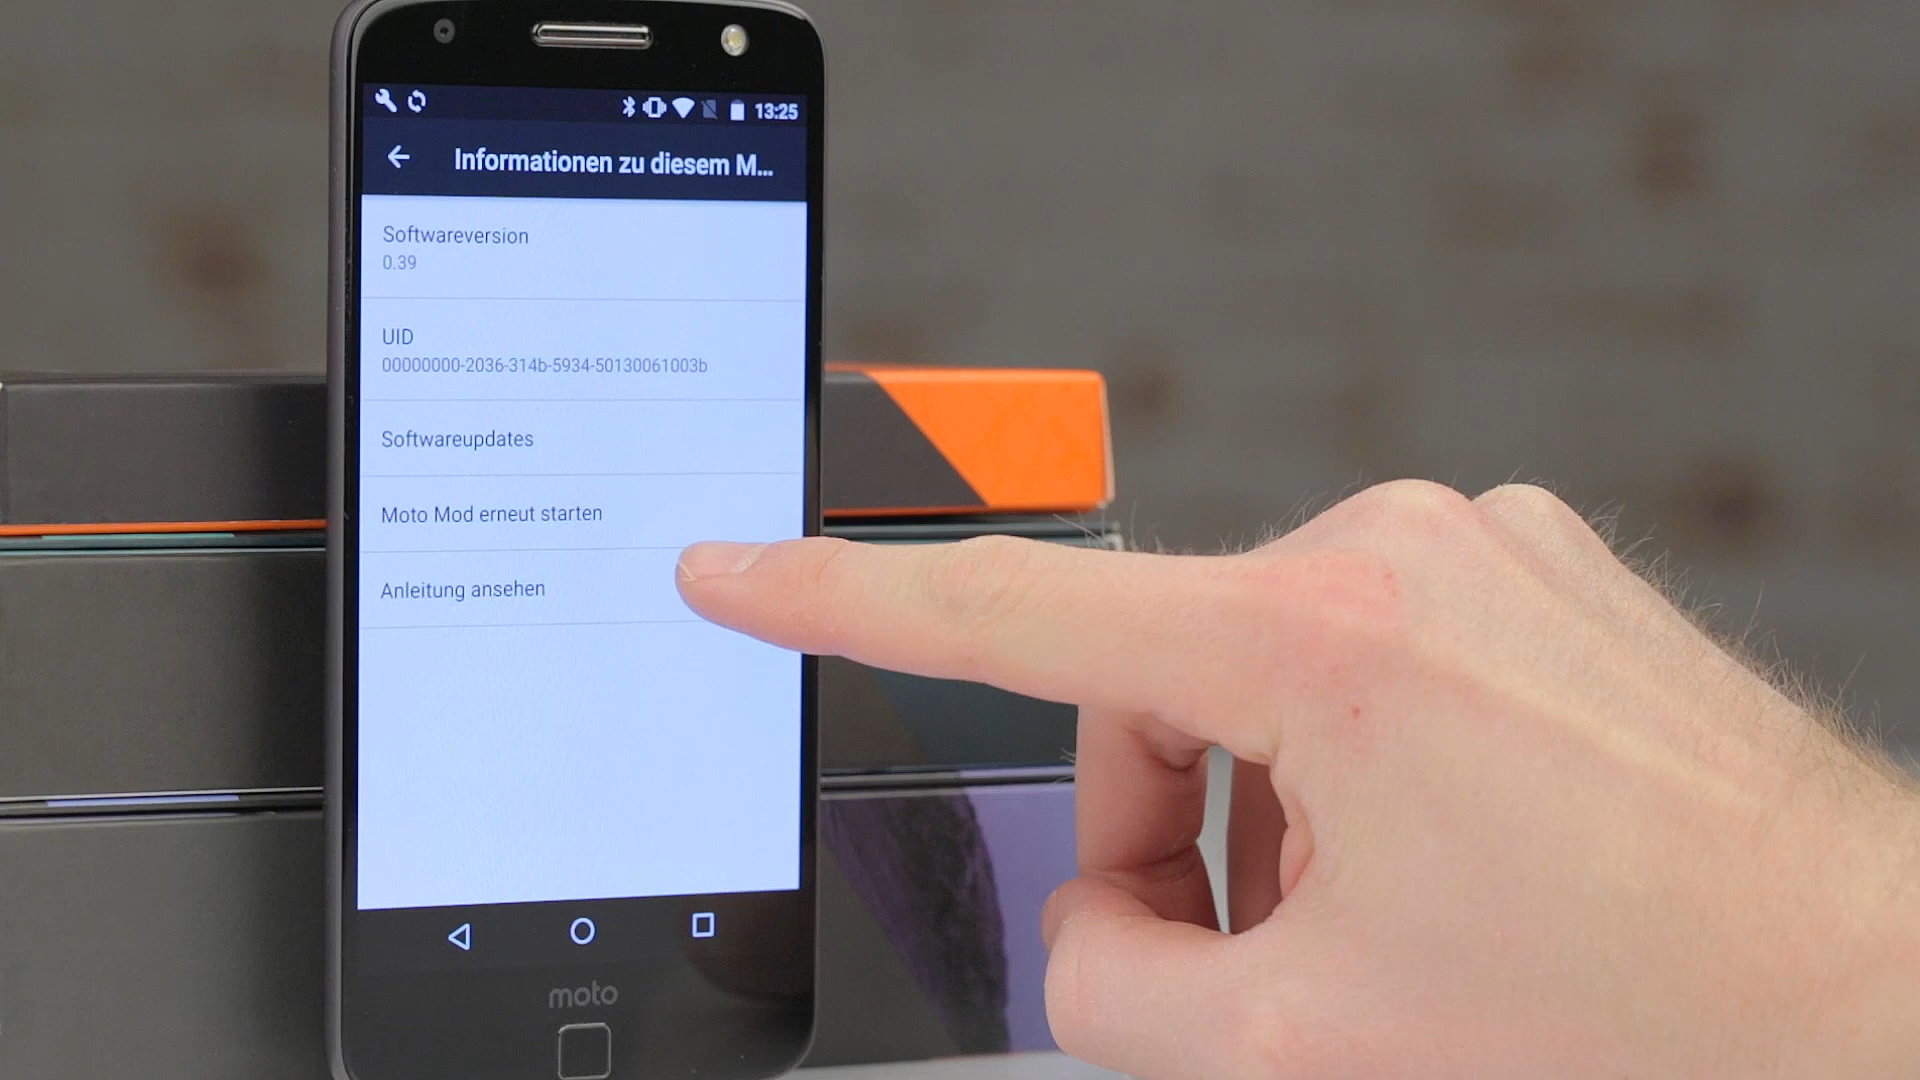 13:25
Informationen zu diesem M...
Softwareversion
0.39
UID
00000000-2036-314b-5934-50130061003b
Softwareupdates
Moto Mod erneut starten
Anleitung ansehen
moto